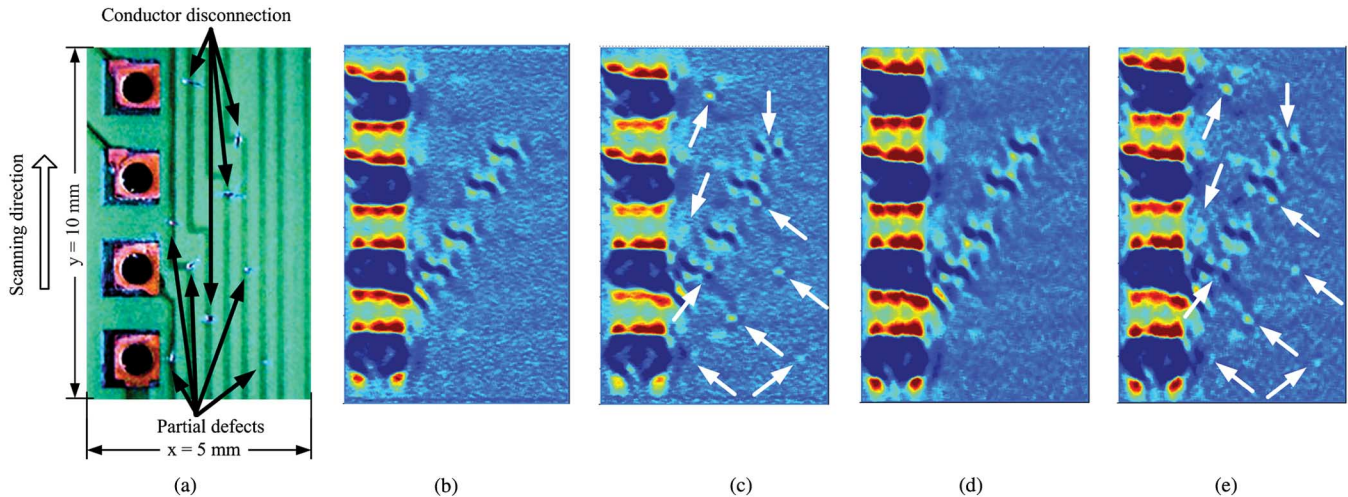 Conductor disconnection
Scanning direction
y = 10 mm
Partial defects
x = 5 mm
(a)
(b)
(c)
(d)
(e)